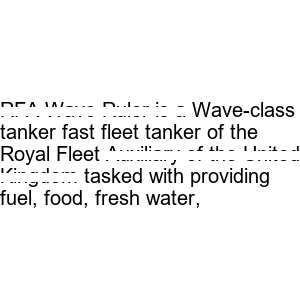 RFA Wave Ruler is a Wave-class
tanker fast fleet tanker of the
Royal Fleet Auxiliary of the United
Kingdom tasked with providing
fuel, food, fresh water,